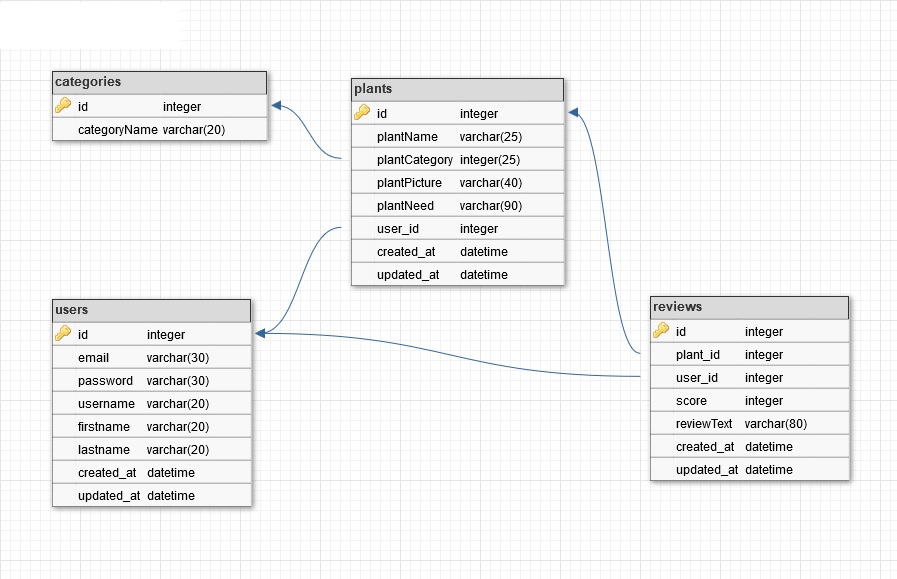 categories
id integer
categoryName varchar(20)
plants
id integer
plantName varchar(25)
plantCategory integer(25)
plantPicture varchar(40)
plantNeed varchar(90)
user_id integer
created_at datetime
updated_at datetime
users
id integer
email varchar(30)
password varchar(30)
username varchar(20)
firstname varchar(20)
lastname varchar(20)
created_at datetime
updated_at datetime
reviews
id integer
plant_id integer
user_id integer
score integer
reviewText varchar(80)
created_at datetime
updated_at datetime